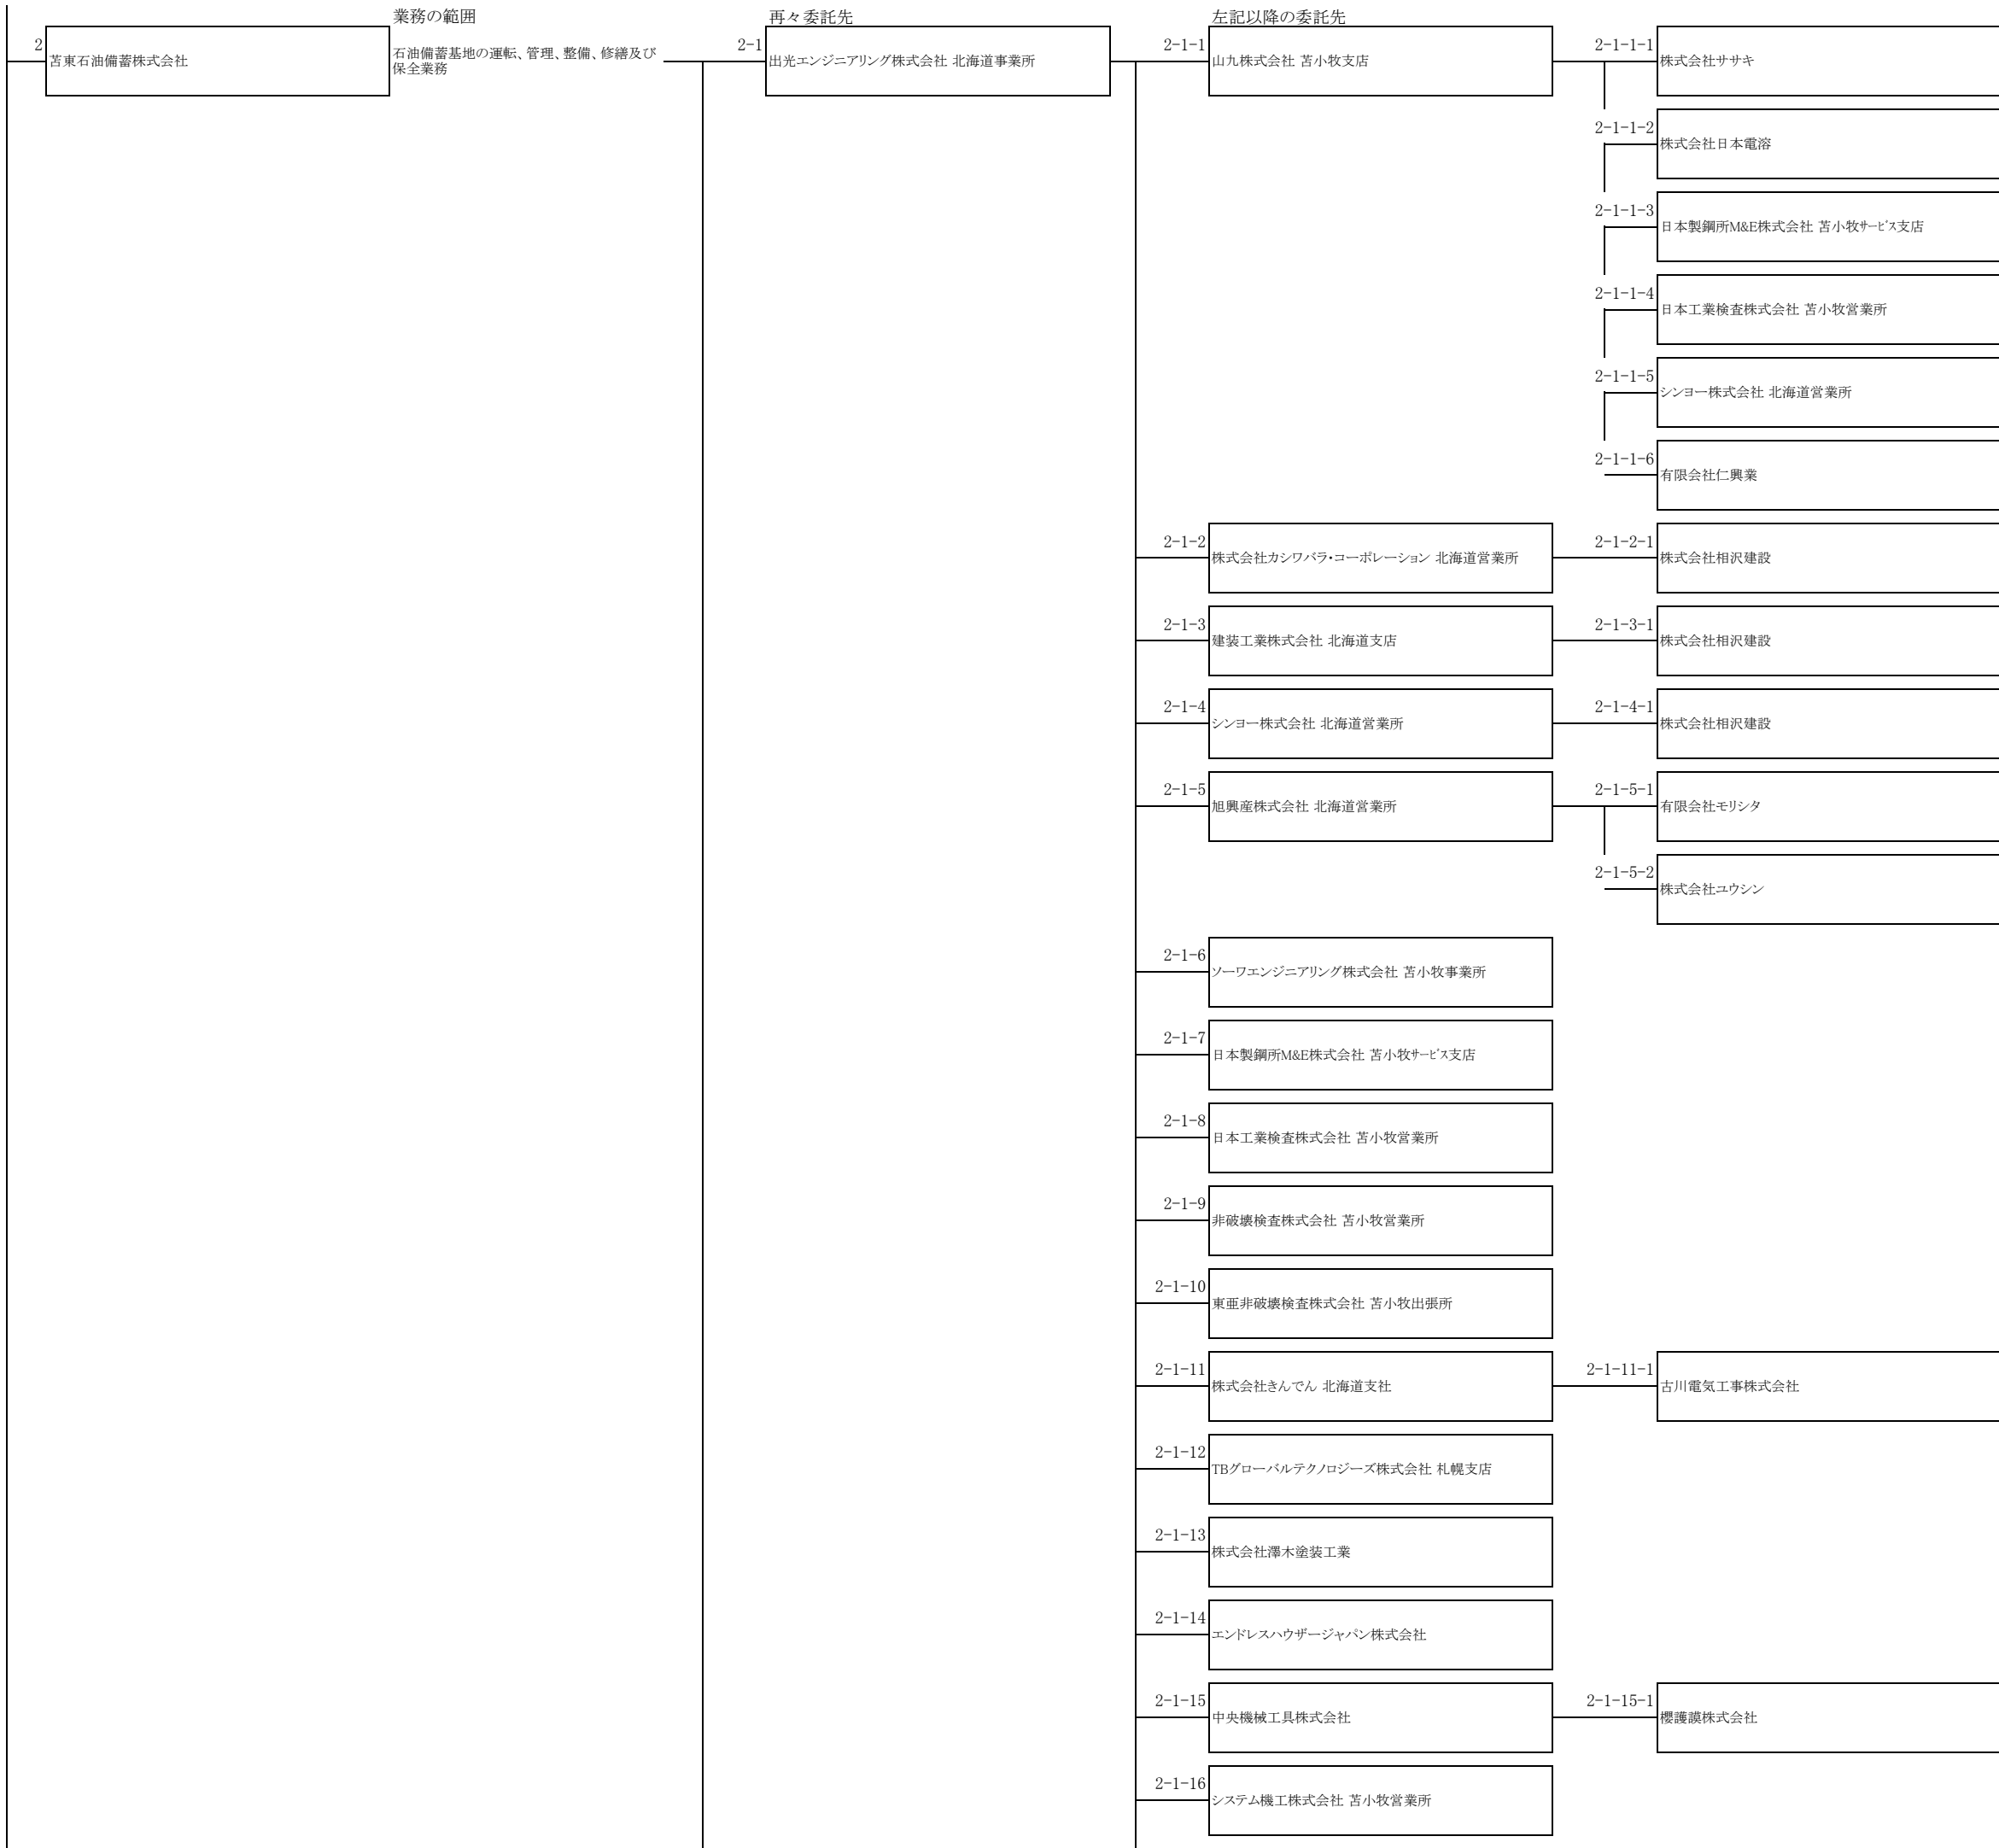 業務の範囲
再々委託先
左記以降の委託先
2
苫東石油備蓄株式会社
石油備蓄基地の運転、管理、整備、修繕及び
保全業務
2-1
出光エンジニアリング株式会社 北海道事業所
2-1-1
山九株式会社 苫小牧支店
2-1-1-1
株式会社ササキ
2-1-1-2
株式会社日本電溶
2-1-1-3
日本製鋼所M&E株式会社 苫小牧ｻｰﾋﾞｽ支店
2-1-1-4
日本工業検査株式会社 苫小牧営業所
2-1-1-5
シンヨー株式会社 北海道営業所
2-1-1-6
有限会社仁興業
2-1-2
株式会社カシワバラ・コーポレーション 北海道営業所
2-1-2-1
株式会社相沢建設
2-1-3
建装工業株式会社 北海道支店
2-1-3-1
株式会社相沢建設
2-1-4
シンヨー株式会社 北海道営業所
2-1-4-1
株式会社相沢建設
2-1-5
旭興産株式会社 北海道営業所
2-1-5-1
有限会社モリシタ
2-1-5-2
株式会社ユウシン
2-1-6
ソーワエンジニアリング株式会社 苫小牧事業所
2-1-7
日本製鋼所M&E株式会社 苫小牧ｻｰﾋﾞｽ支店
2-1-8
日本工業検査株式会社 苫小牧営業所
2-1-9
非破壊検査株式会社 苫小牧営業所
2-1-10
東亜非破壊検査株式会社 苫小牧出張所
2-1-11
株式会社きんでん 北海道支社
2-1-11-1
古川電気工事株式会社
2-1-12
TBグローバルテクノロジーズ株式会社 札幌支店
2-1-13
株式会社澤木塗装工業
2-1-14
エンドレスハウザージャパン株式会社
2-1-15
中央機械工具株式会社
2-1-15-1
櫻護謨株式会社
2-1-16
システム機工株式会社 苫小牧営業所